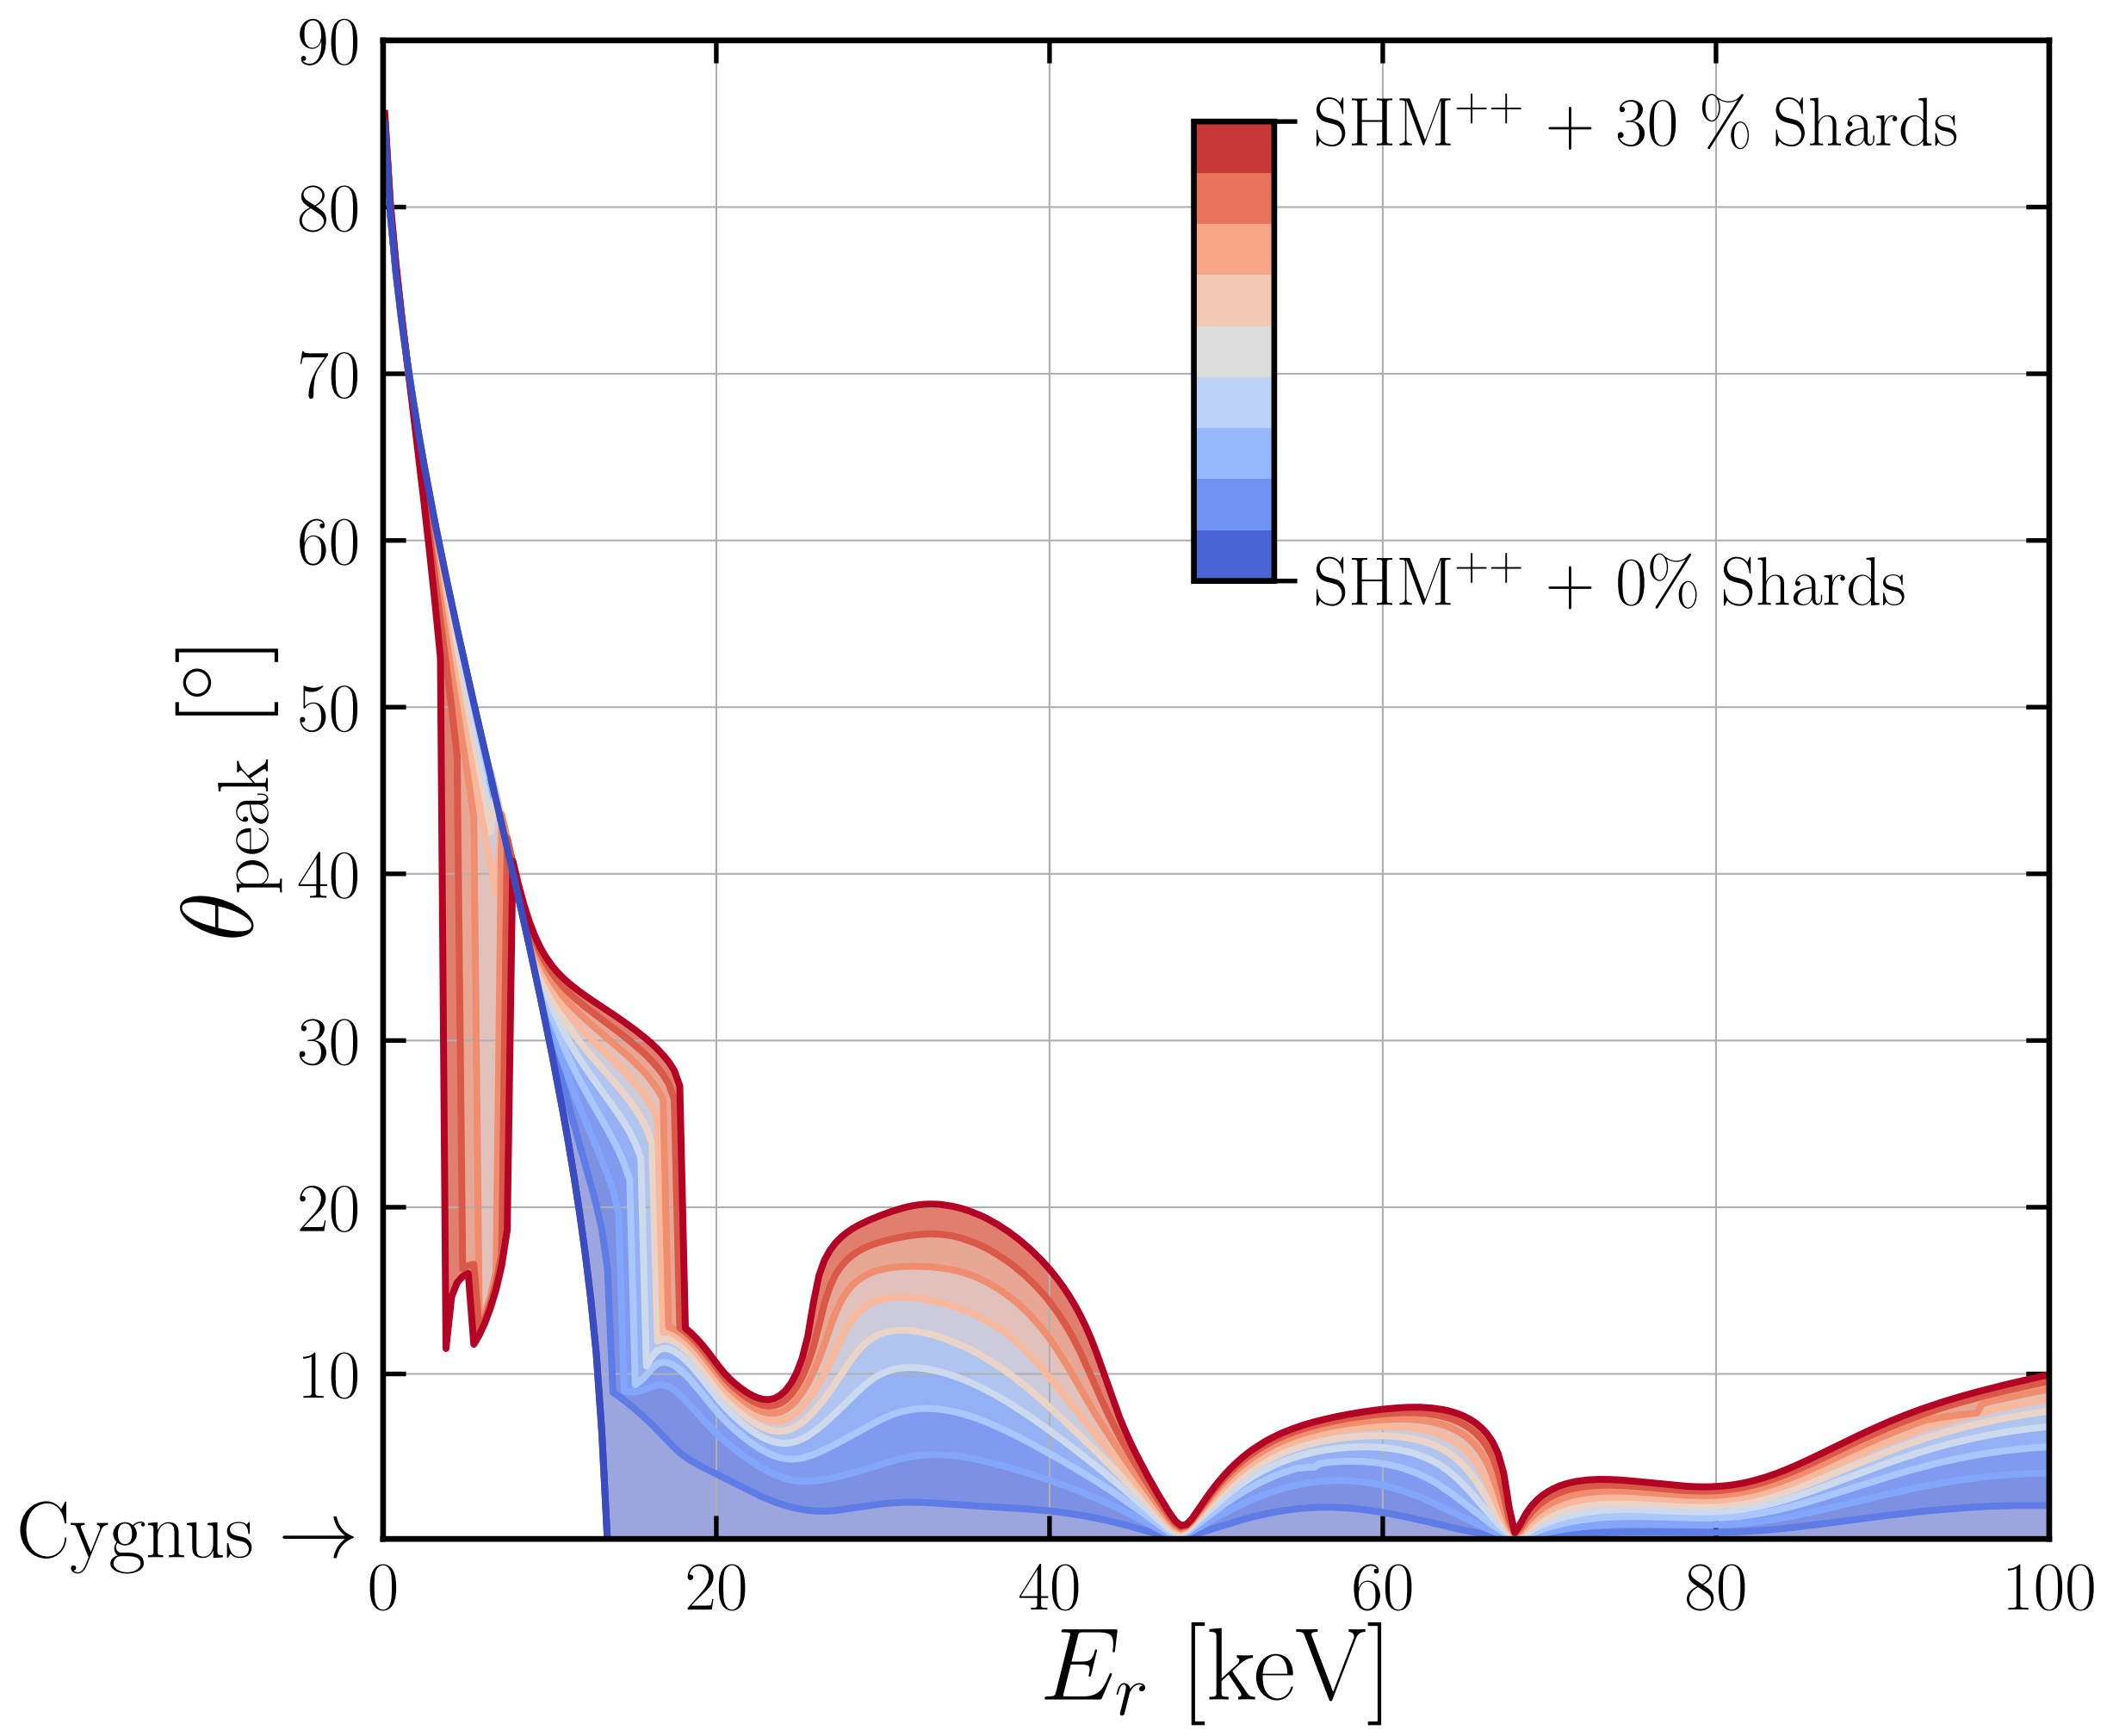 90
80
70
60
50
40
30
20
10
θpeak [°]
Cygnus →
SHM++ + 30 % Shards
SHM++ + 0% Shards
0 20 40 60 80 100
Er [keV]